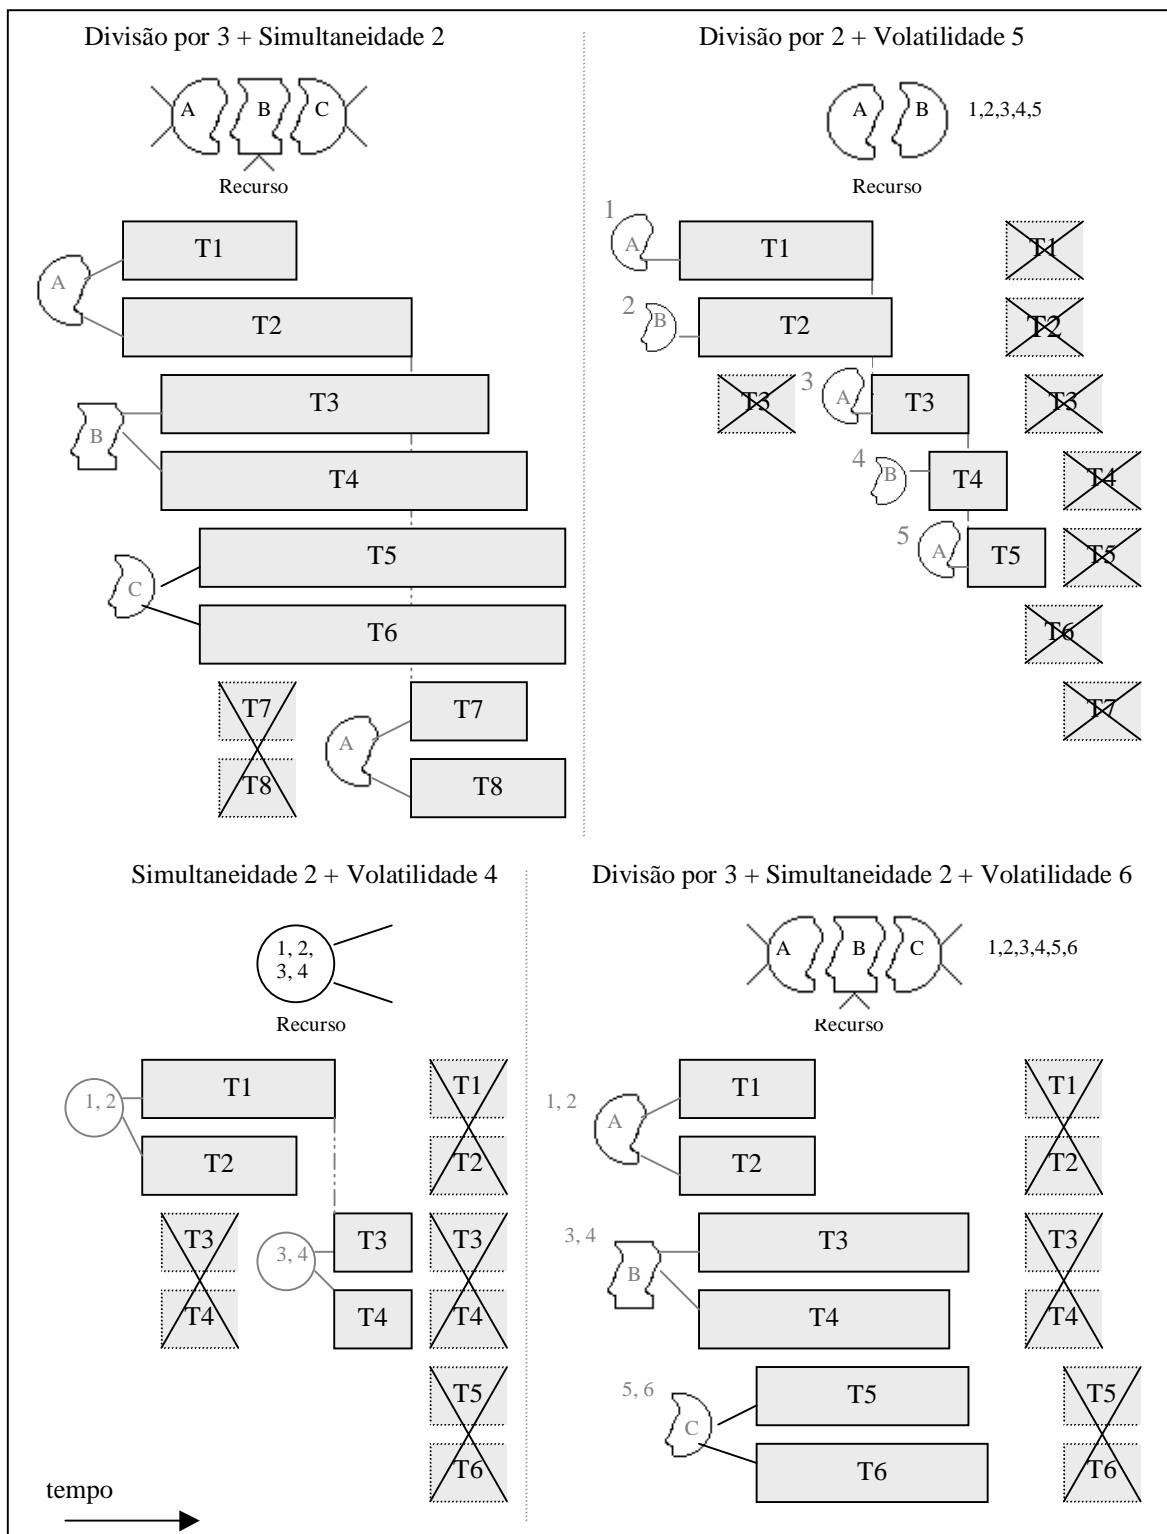 Divisão por 3 + Simultaneidade 2
A B C
Recurso
T1
A
T2
T3
B
T4
T5
C
T6
T7 T7
A
T8 T8
Divisão por 2 + Volatilidade 5
A B 1,2,3,4,5
Recurso
1
A T1 T1
2
B T2 T2
T3 3 A T3 T3
4
B T4 T4
5
A T5 T5
T6
T7
Simultaneidade 2 + Volatilidade 4
1, 2,
3, 4
Recurso
T1 T1
1, 2
T2 T2
T3 3, 4 T3 T3
T4 T4 T4
T5
T6
tempo
Divisão por 3 + Simultaneidade 2 + Volatilidade 6
A B C 1,2,3,4,5,6
Recurso
1, 2 T1 T1
A
T2 T2
3, 4 T3 T3
B
T4 T4
5, 6 T5 T5
C
T6 T6